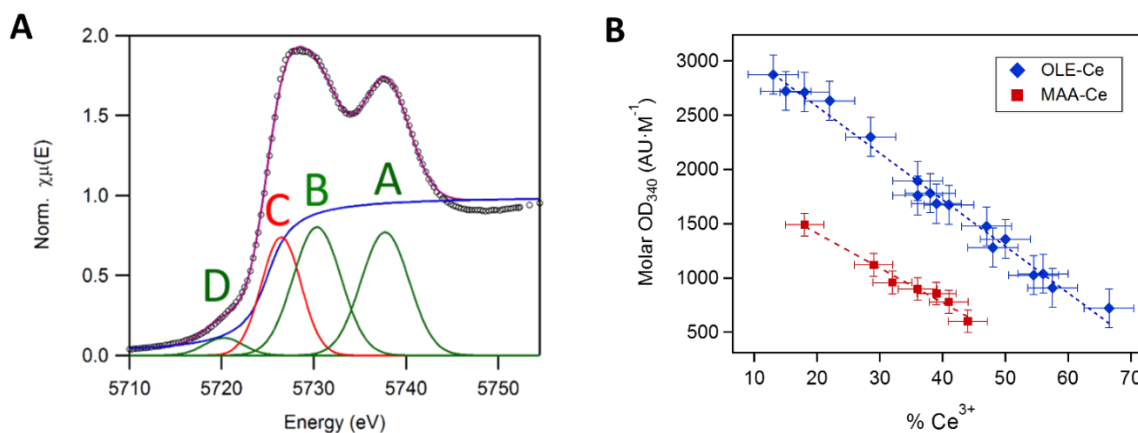 A
Norm. χμ(E)
2.0
1.5
1.0
0.5
0.0
D
C
B
A
5710
5720
5730
5740
5750
Energy (eV)
B
Molar OD340 (AU·M-1)
3000
2500
2000
1500
1000
500
OLE-Ce
MAA-Ce
10
20
30
40
50
60
70
% Ce3+